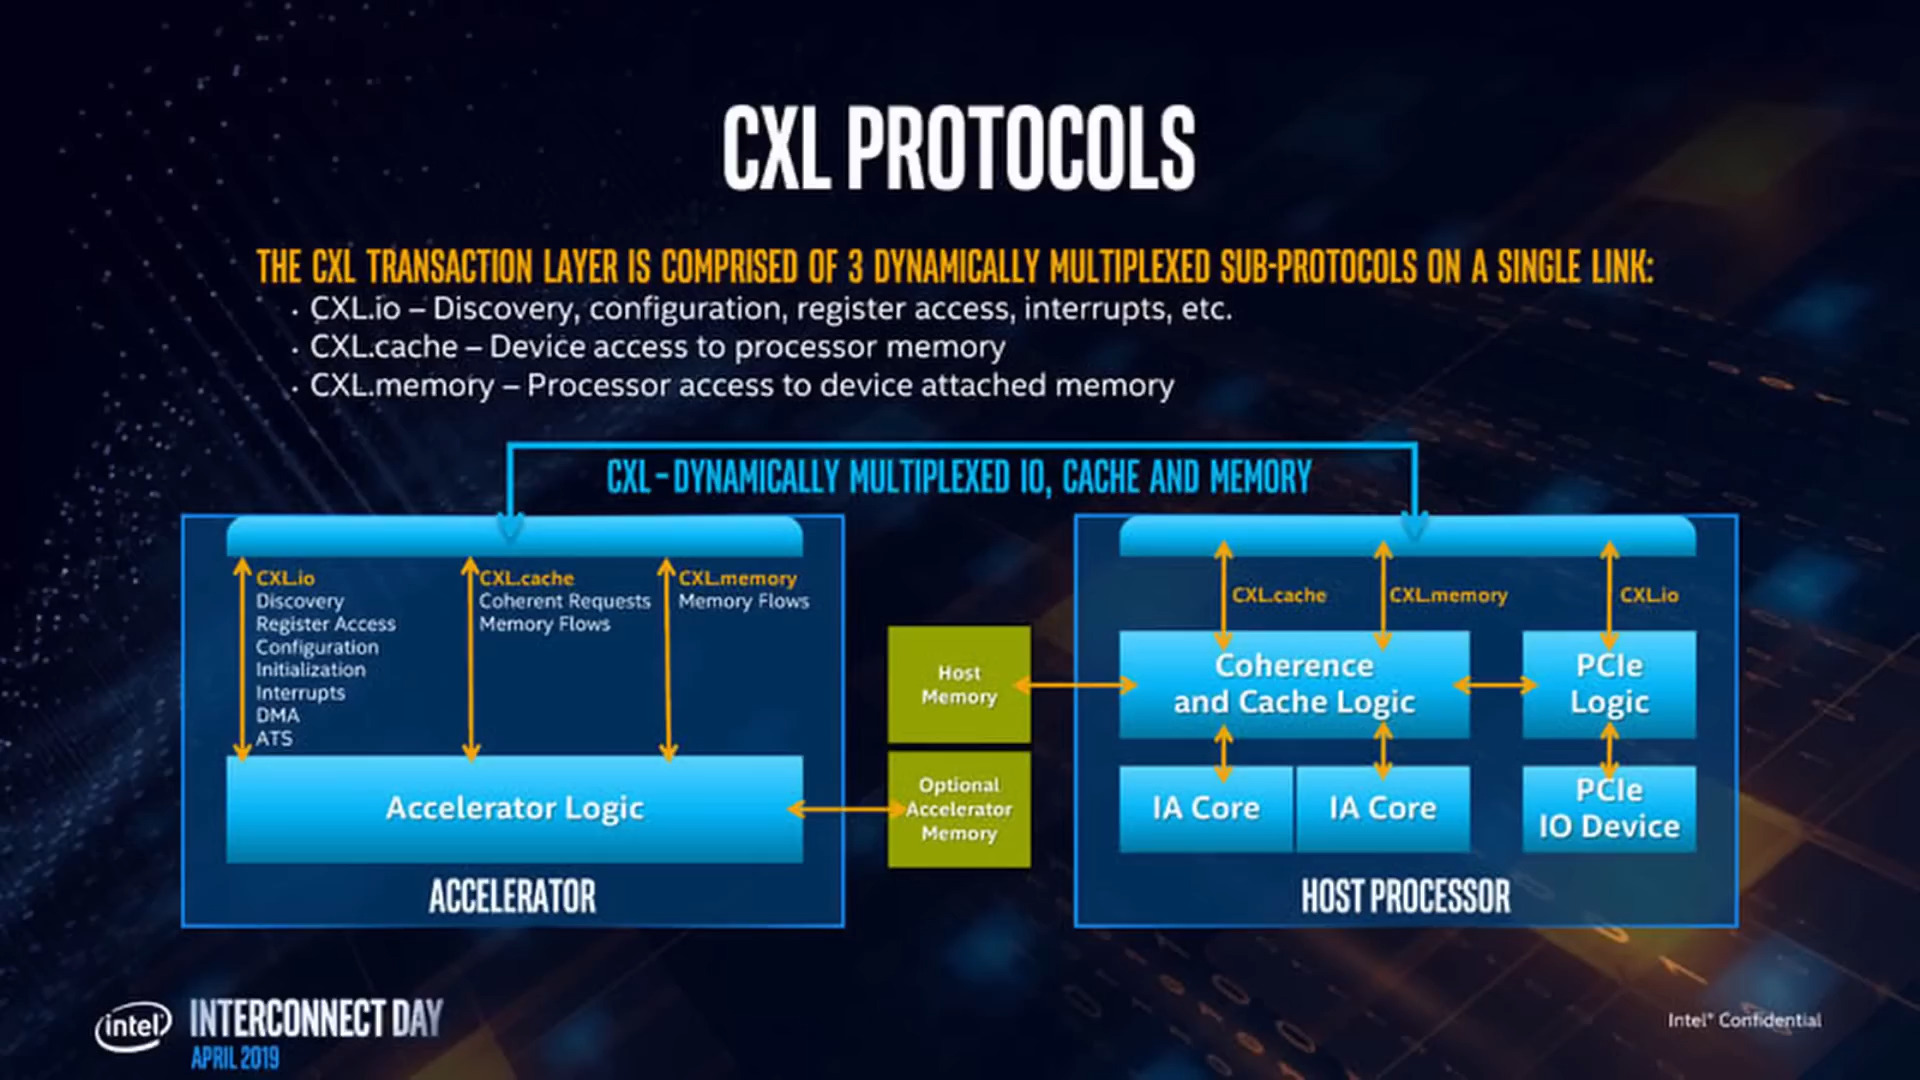 CXL PROTOCOLS
THE CXL TRANSACTION LAYER IS COMPRISED OF 3 DYNAMICALLY MULTIPLEXED SUB-PROTOCOLS ON A SINGLE LINK:
· CXL.io – Discovery, configuration, register access, interrupts, etc.
· CXL.cache – Device access to processor memory
· CXL.memory – Processor access to device attached memory
CXL – DYNAMICALLY MULTIPLEXED IO, CACHE AND MEMORY
CXL.io
Discovery
Register Access
Configuration
Initialization
Interrupts
DMA
ATS
CXL.cache
Coherent Requests
Memory Flows
CXL.memory
Memory Flows
Accelerator Logic
ACCELERATOR
Host
Memory
Optional
Accelerator
Memory
CXL.cache
CXL.memory
CXL.io
Coherence
and Cache Logic
PCIe
Logic
IA Core
IA Core
PCIe
IO Device
HOST PROCESSOR
intel
INTERCONNECT DAY
APRIL 2019
Intel® Confidential